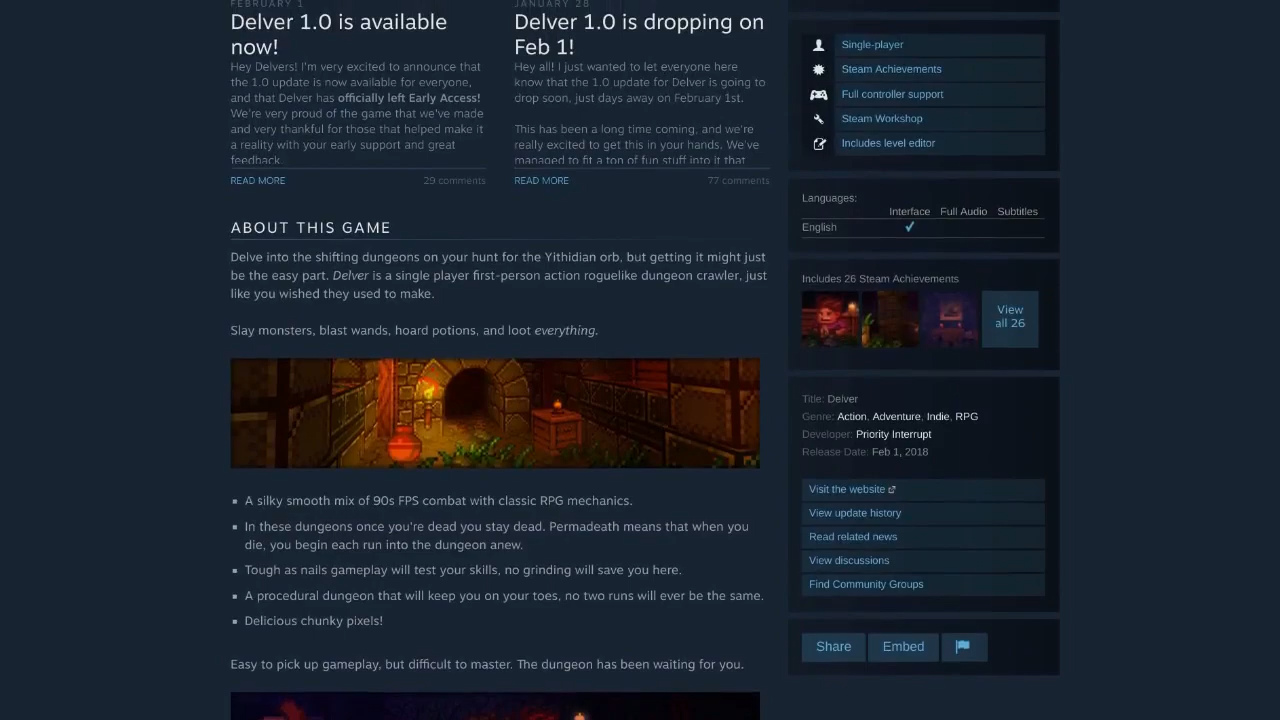 FEBRUARY 1
Delver 1.0 is available
now!
Hey Delvers! I'm very excited to announce that
the 1.0 update is now available for everyone,
and that Delver has officially left Early Access!
We're very proud of the game that we've made
and very thankful for those that helped make it
a reality with your early support and great
feedback.
READ MORE
29 comments
JANUARY 28
Delver 1.0 is dropping on
Feb 1!
Hey all! I just wanted to let everyone here
know that the 1.0 update for Delver is going to
drop soon, just days away on February 1st.
This has been a long time coming, and we're
really excited to get this in your hands. We've
managed to fit a ton of fun stuff into it that
READ MORE
77 comments
ABOUT THIS GAME
Delve into the shifting dungeons on your hunt for the Yithidian orb, but getting it might just
be the easy part. Delver is a single player first-person action roguelike dungeon crawler, just
like you wished they used to make.
Slay monsters, blast wands, hoard potions, and loot everything.
▪ A silky smooth mix of 90s FPS combat with classic RPG mechanics.
▪ In these dungeons once you're dead you stay dead. Permadeath means that when you
die, you begin each run into the dungeon anew.
▪ Tough as nails gameplay will test your skills, no grinding will save you here.
▪ A procedural dungeon that will keep you on your toes, no two runs will ever be the same.
▪ Delicious chunky pixels!
Easy to pick up gameplay, but difficult to master. The dungeon has been waiting for you.
Single-player
Steam Achievements
Full controller support
Steam Workshop
Includes level editor
Languages:
Interface Full Audio Subtitles
English ✔
Includes 26 Steam Achievements
View
all 26
Title: Delver
Genre: Action, Adventure, Indie, RPG
Developer: Priority Interrupt
Release Date: Feb 1, 2018
Visit the website
View update history
Read related news
View discussions
Find Community Groups
Share Embed